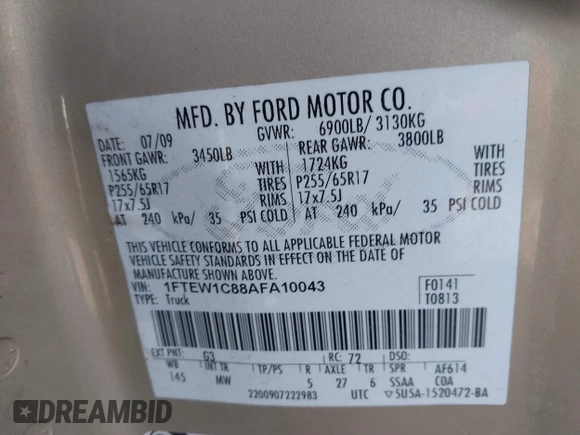 MFD. BY FORD MOTOR CO.
DATE: 07/09 GVWR: 6900LB/ 3130KG
FRONT GAWR: 3450LB REAR GAWR: 3800LB
1565KG WITH 1724KG WITH
P255/65R17 TIRES P255/65R17 TIRES
17x7.5J RIMS 17x7.5J RIMS
AT 240 kPa/ 35 PSI COLD AT 240 kPa/ 35 PSI COLD
THIS VEHICLE CONFORMS TO ALL APPLICABLE FEDERAL MOTOR
VEHICLE SAFETY STANDARDS IN EFFECT ON THE DATE OF
MANUFACTURE SHOWN ABOVE.
VIN: 1FTEW1C88AFA10043 F0141
TYPE: Truck T0813
EXT PNT: G3 RC: 72 DSO:
WB INT TR TP/PS R AXLE TR SPR AF614
145 MW 5 27 6 SSAA COA
2200907222983 UTC 5U5A-1520472-BA
DREAMBID